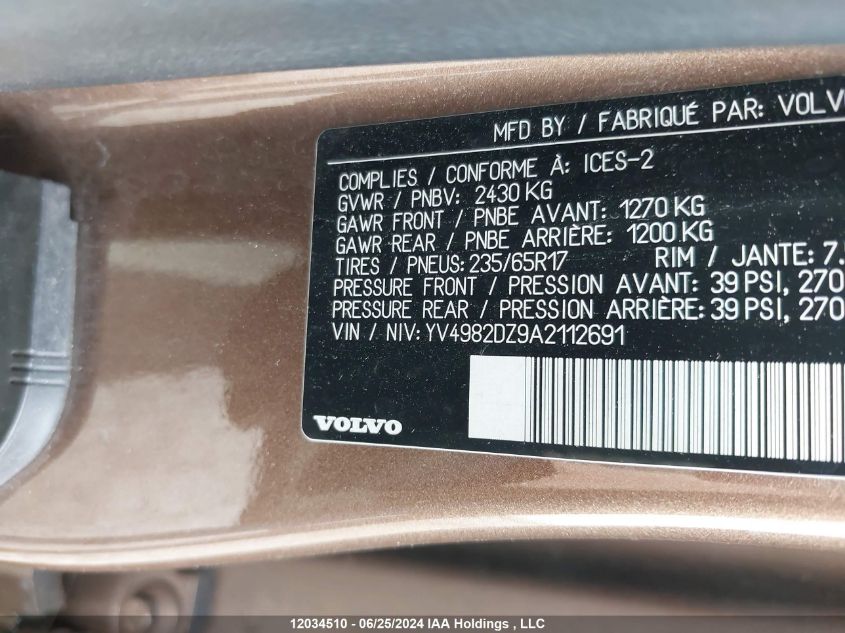 MFD BY / FABRIQUÉ PAR: VOLVO
COMPLIES / CONFORME À: ICES-2
GVWR / PNBV: 2430 KG
GAWR FRONT / PNBE AVANT: 1270 KG
GAWR REAR / PNBE ARRIÈRE: 1200 KG
TIRES / PNEUS: 235/65R17 RIM / JANTE: 7.
PRESSURE FRONT / PRESSION AVANT: 39 PSI, 270
PRESSURE REAR / PRESSION ARRIÈRE: 39 PSI, 270
VIN / NIV: YV4982DZ9A2112691
VOLVO
12034510 - 06/25/2024 IAA Holdings , LLC